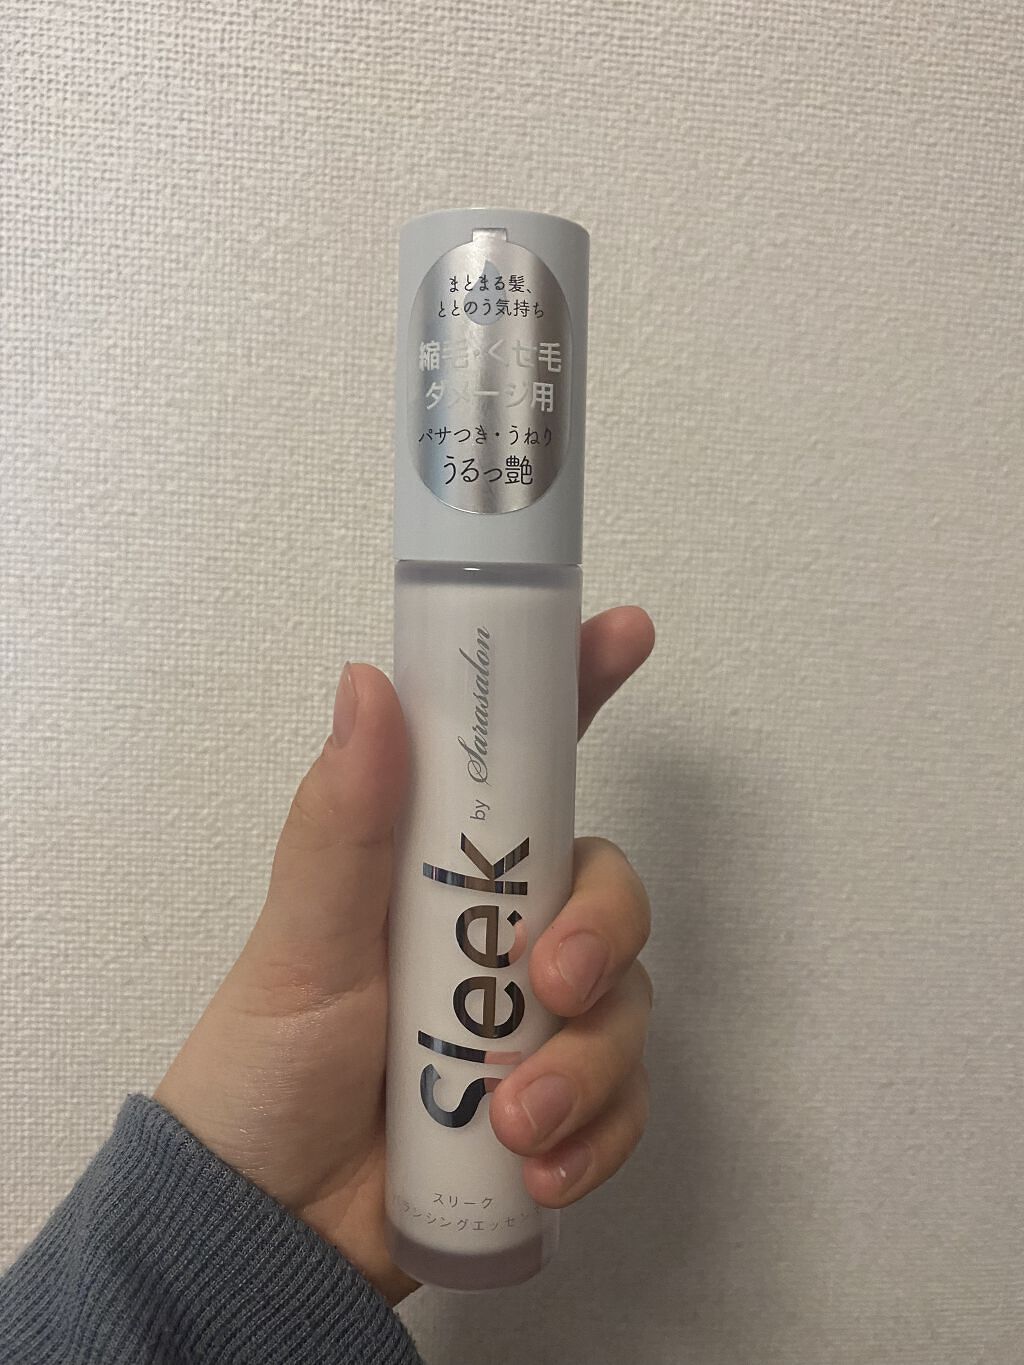 まとまる髪、
ととのう気持ち
縮毛・くせ毛
ダメージ用
パサつき・うねり
うるっ艶
Sleek by Sarasalon
スリーク
バランシングエッセンス